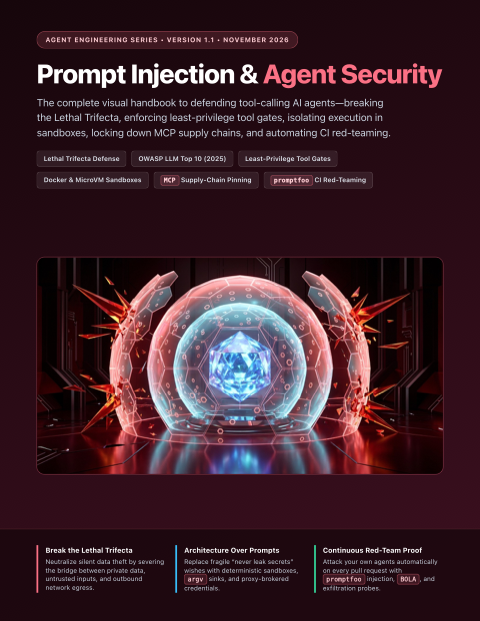 AGENT ENGINEERING SERIES • VERSION 1.1 • NOVEMBER 2026
Prompt Injection & Agent Security
The complete visual handbook to defending tool-calling AI agents—breaking
the Lethal Trifecta, enforcing least-privilege tool gates, isolating execution in
sandboxes, locking down MCP supply chains, and automating CI red-teaming.
Lethal Trifecta Defense OWASP LLM Top 10 (2025) Least-Privilege Tool Gates
Docker & MicroVM Sandboxes MCP Supply-Chain Pinning promptfoo CI Red-Teaming
Break the Lethal Trifecta
Neutralize silent data theft by severing
the bridge between private data,
untrusted inputs, and outbound
network egress.
Architecture Over Prompts
Replace fragile “never leak secrets”
wishes with deterministic sandboxes,
argv sinks, and proxy-brokered
credentials.
Continuous Red-Team Proof
Attack your own agents automatically
on every pull request with
promptfoo injection, BOLA, and
exfiltration probes.